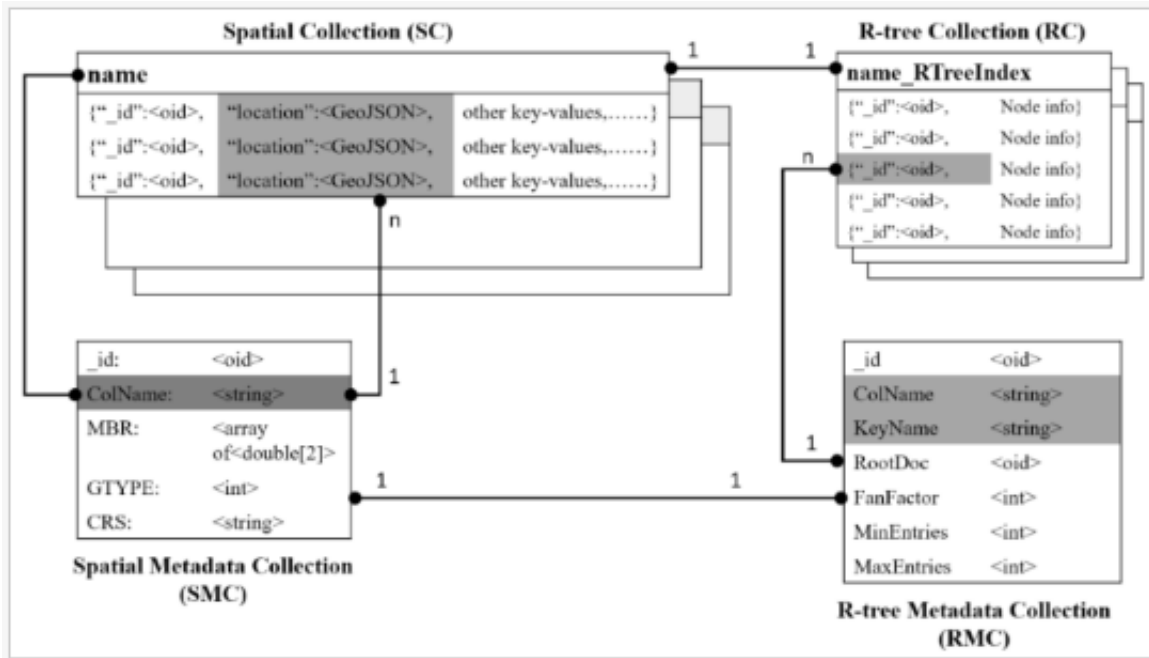 Spatial Collection (SC)
R-tree Collection (RC)
1
1
name
name_RTreeIndex
{“_id”:<oid>, “location”:<GeoJSON>, other key-values,……}
{“_id”:<oid>, “location”:<GeoJSON>, other key-values,……}
{“_id”:<oid>, “location”:<GeoJSON>, other key-values,……}
{“_id”:<oid>, Node info}
{“_id”:<oid>, Node info}
n
{“_id”:<oid>, Node info}
{“_id”:<oid>, Node info}
{“_id”:<oid>, Node info}
n
_id: <oid>
ColName: <string>
MBR: <array
of<double[2]>
GTYPE: <int>
CRS: <string>
1
Spatial Metadata Collection
(SMC)
_id <oid>
ColName <string>
KeyName <string>
1
RootDoc <oid>
1
1
FanFactor <int>
MinEntries <int>
MaxEntries <int>
R-tree Metadata Collection
(RMC)